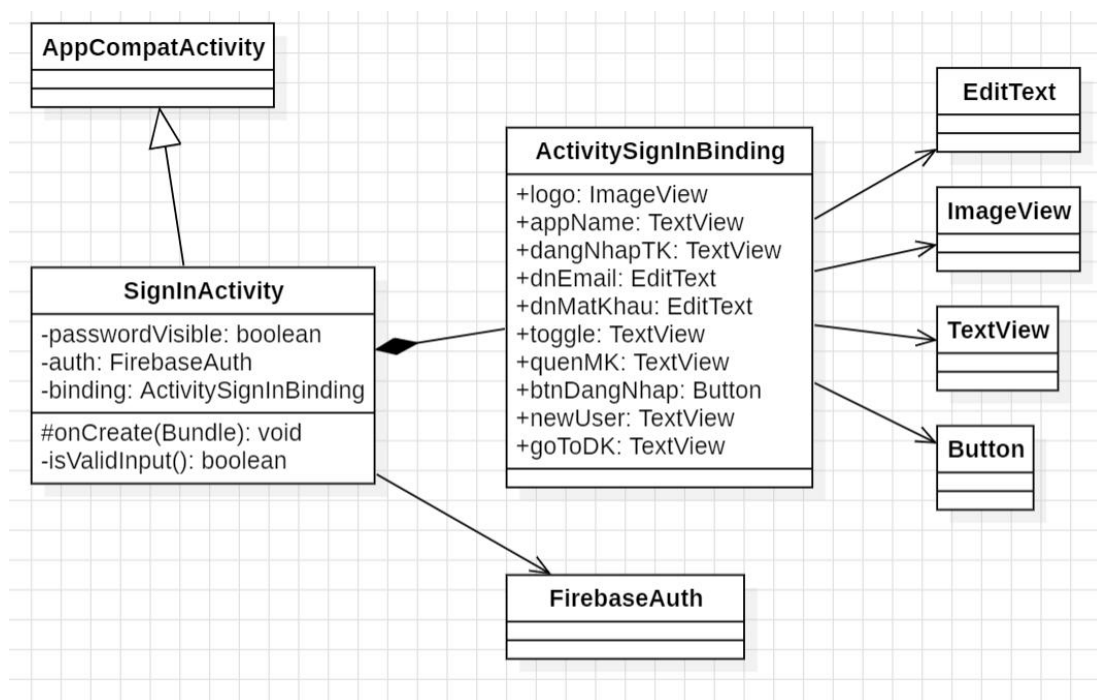 AppCompatActivity
SignInActivity
-passwordVisible: boolean
-auth: FirebaseAuth
-binding: ActivitySignInBinding
#onCreate(Bundle): void
-isValidInput(): boolean
ActivitySignInBinding
+logo: ImageView
+appName: TextView
+dangNhapTK: TextView
+dnEmail: EditText
+dnMatKhau: EditText
+toggle: TextView
+quenMK: TextView
+btnDangNhap: Button
+newUser: TextView
+goToDK: TextView
EditText
ImageView
TextView
Button
FirebaseAuth